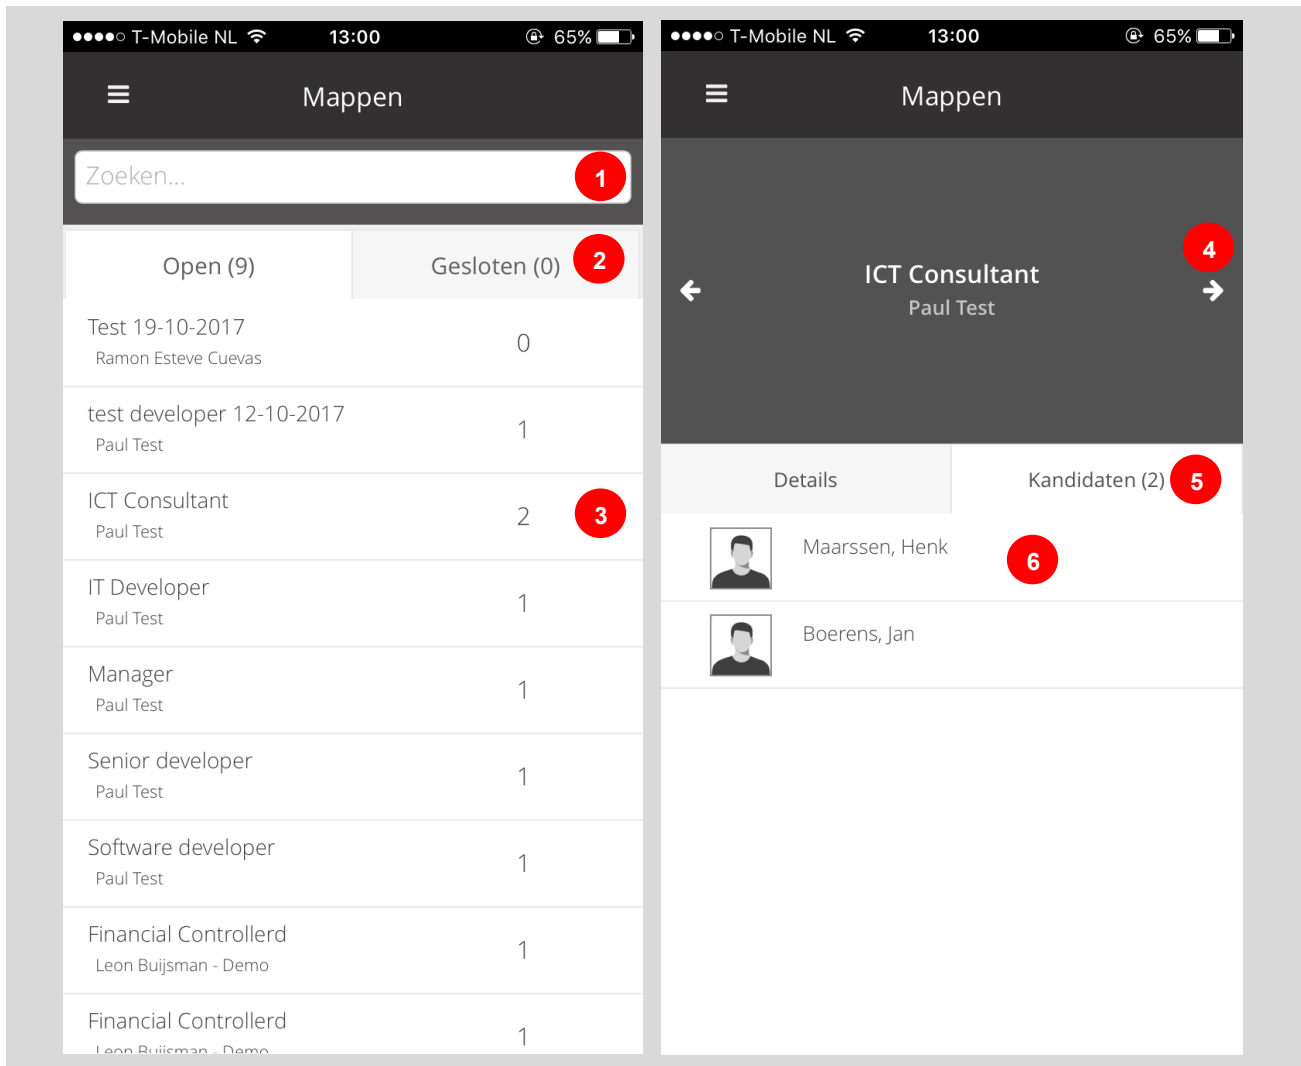 T-Mobile NL 13:00 65%
Mappen
Zoeken...
1
Open (9) Gesloten (0) 2
Test 19-10-2017 0
Ramon Esteve Cuevas
test developer 12-10-2017 1
Paul Test
ICT Consultant 2 3
Paul Test
IT Developer 1
Paul Test
Manager 1
Paul Test
Senior developer 1
Paul Test
Software developer 1
Paul Test
Financial Controllerd 1
Leon Buijsman - Demo
Financial Controllerd 1
Leon Buijsman - Demo
T-Mobile NL 13:00 65%
Mappen
4
ICT Consultant
Paul Test
Details Kandidaten (2) 5
Maarssen, Henk 6
Boerens, Jan